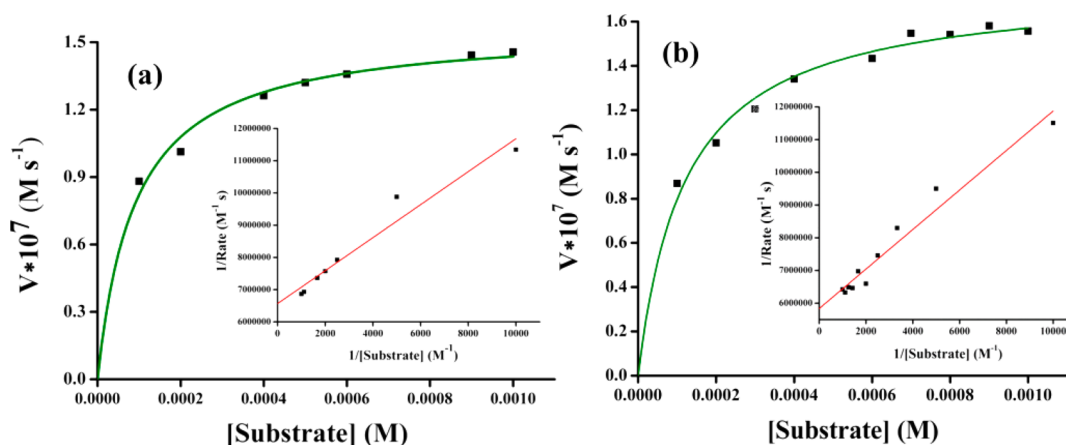 (a)
V*10⁷ (M s⁻¹)
1.5
1.2
0.9
0.6
0.3
0.0
0.0000 0.0002 0.0004 0.0006 0.0008 0.0010
[Substrate] (M)
1/Rate (M⁻¹ s)
12000000
11000000
10000000
9000000
8000000
7000000
6000000
0 2000 4000 6000 8000 10000
1/[Substrate] (M⁻¹)
(b)
V*10⁷ (M s⁻¹)
1.6
1.4
1.2
1.0
0.8
0.6
0.4
0.2
0.0
0.0000 0.0002 0.0004 0.0006 0.0008 0.0010
[Substrate] (M)
1/Rate (M⁻¹ s)
12000000
11000000
10000000
9000000
8000000
7000000
6000000
0 2000 4000 6000 8000 10000
1/[Substrate] (M⁻¹)